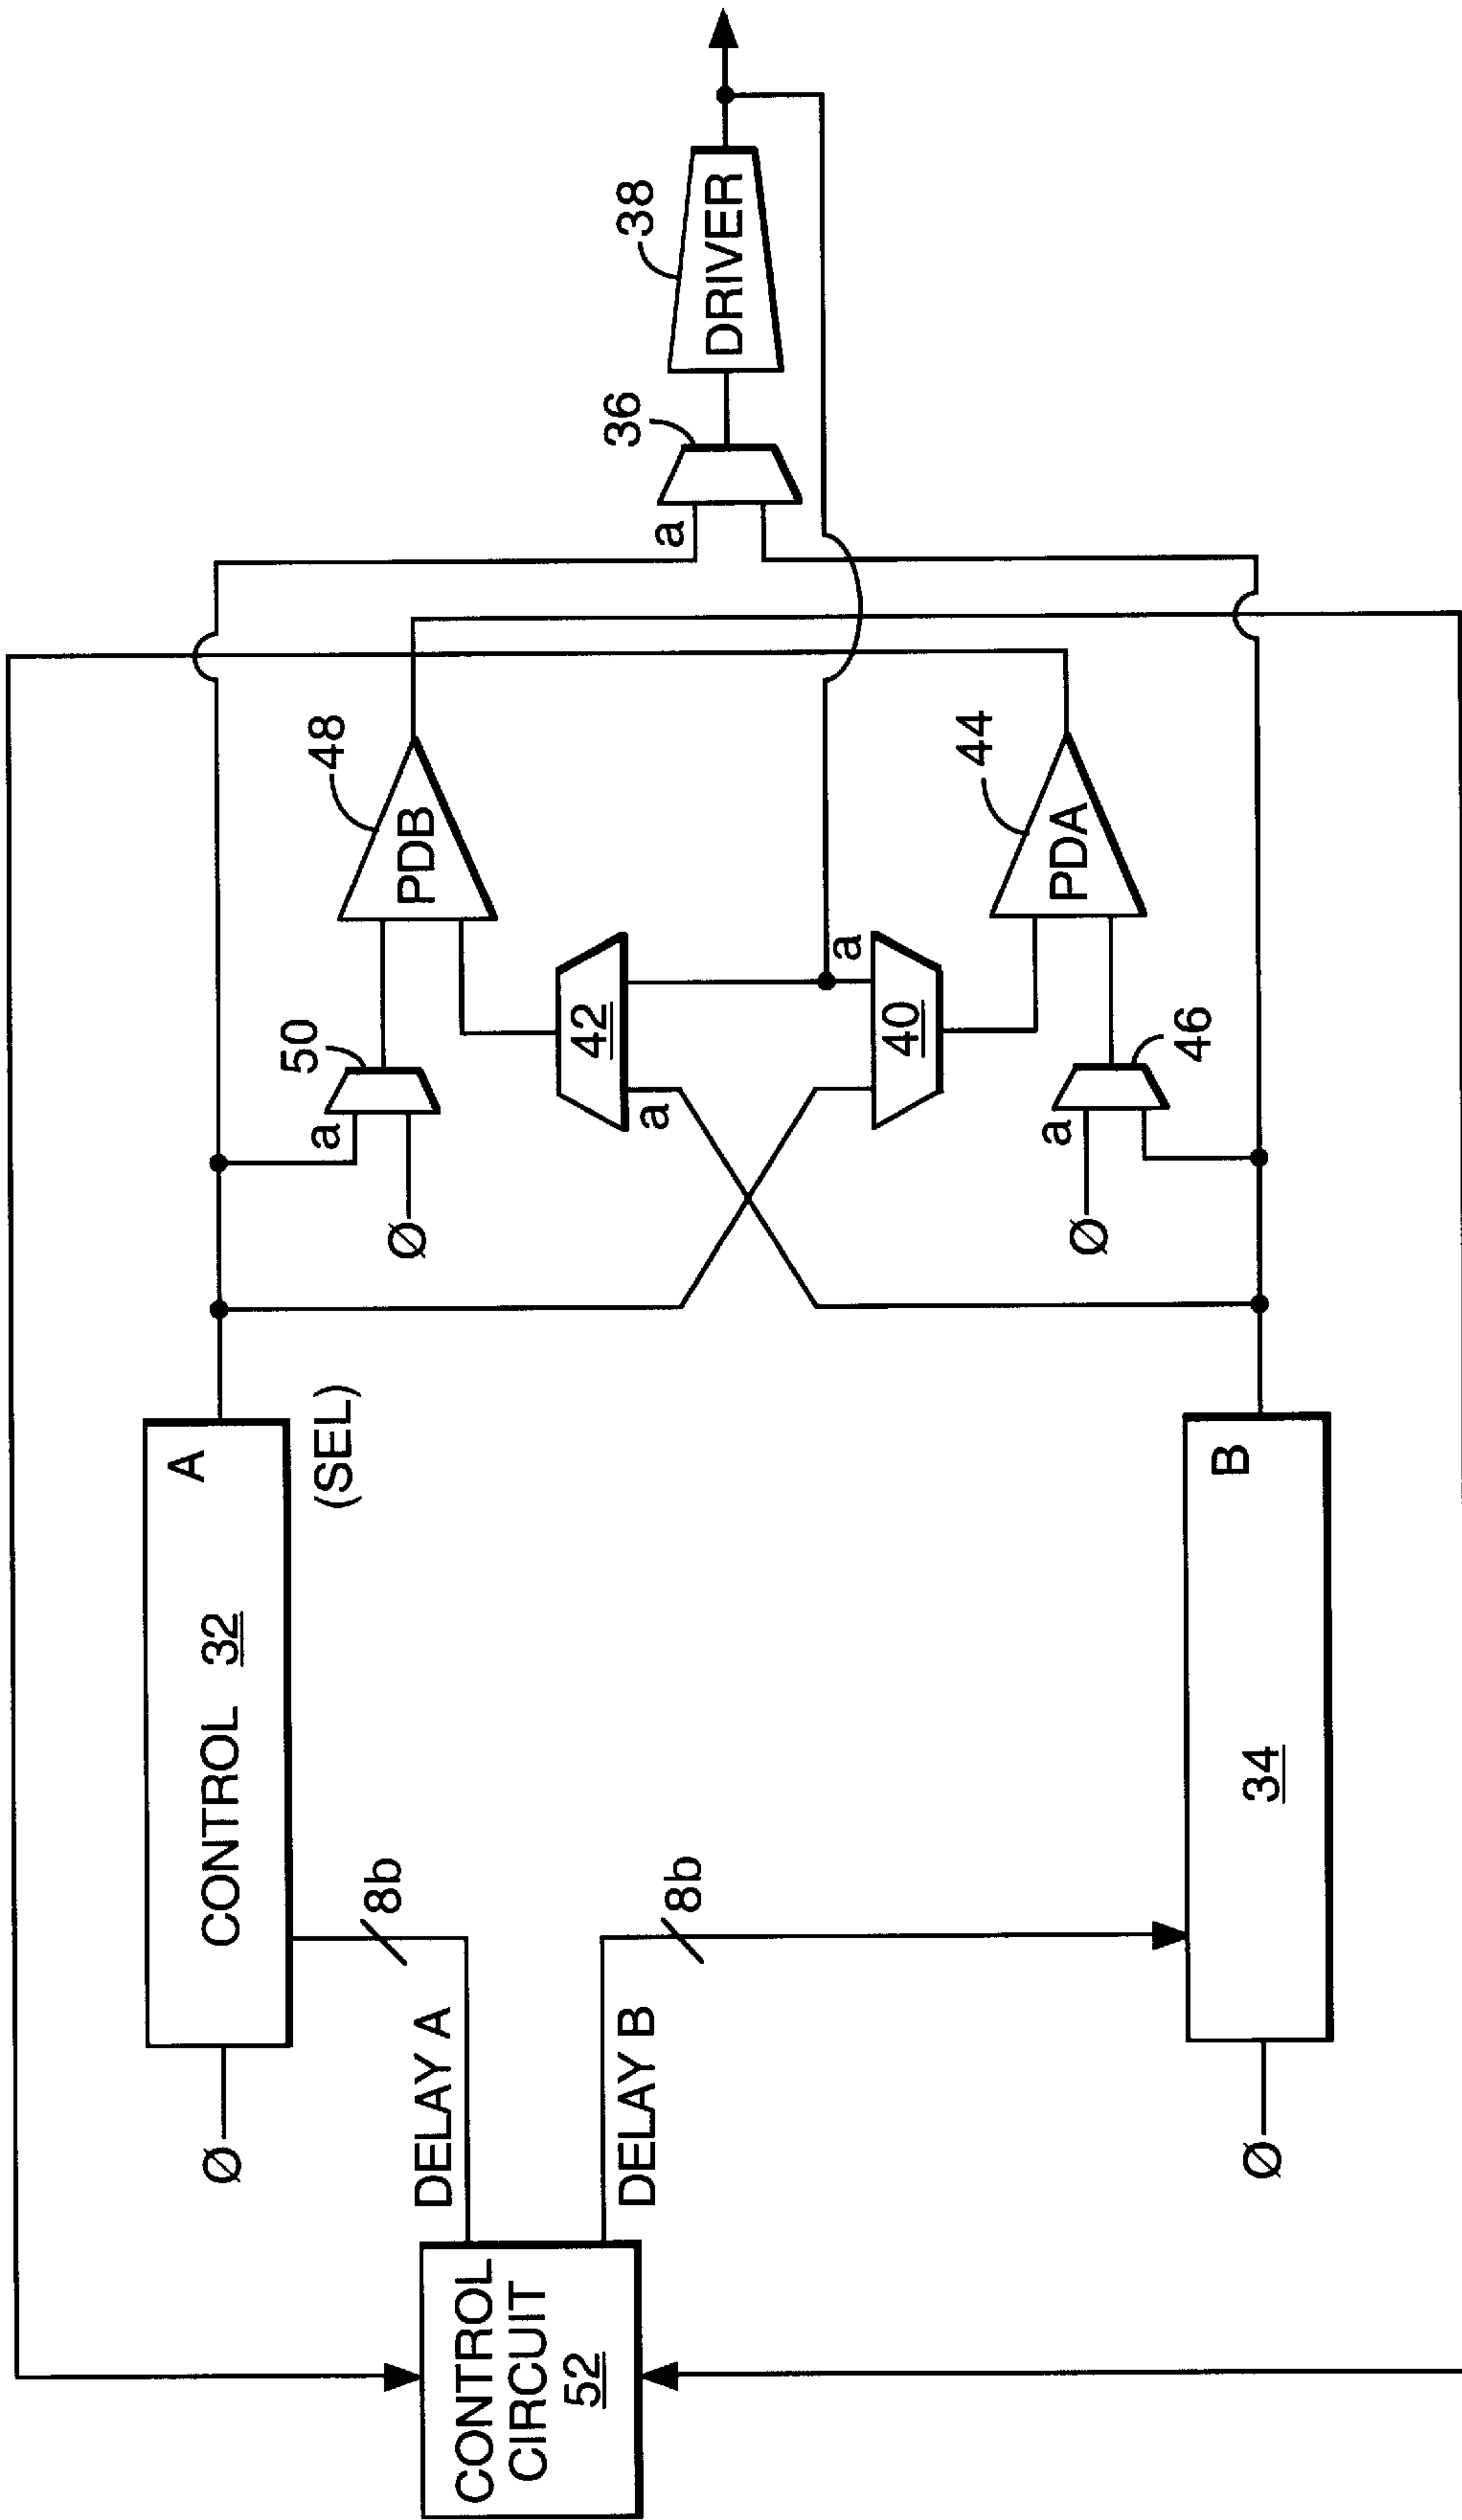 Ø
CONTROL 32
A
(SEL)
CONTROL
CIRCUIT
52
DELAY A
8b
DELAY B
8b
Ø
34
B
a
Ø
50
PDB
48
a
42
a
40
a
Ø
46
PDA
44
a
36
DRIVER
38